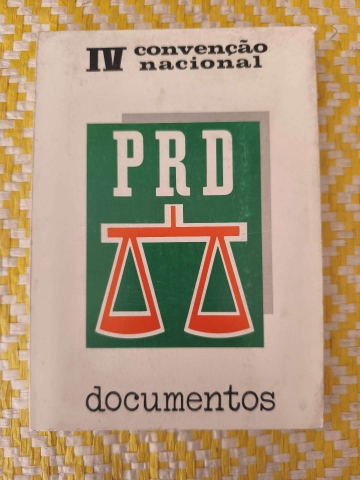 IV convenção
nacional
PRD
documentos